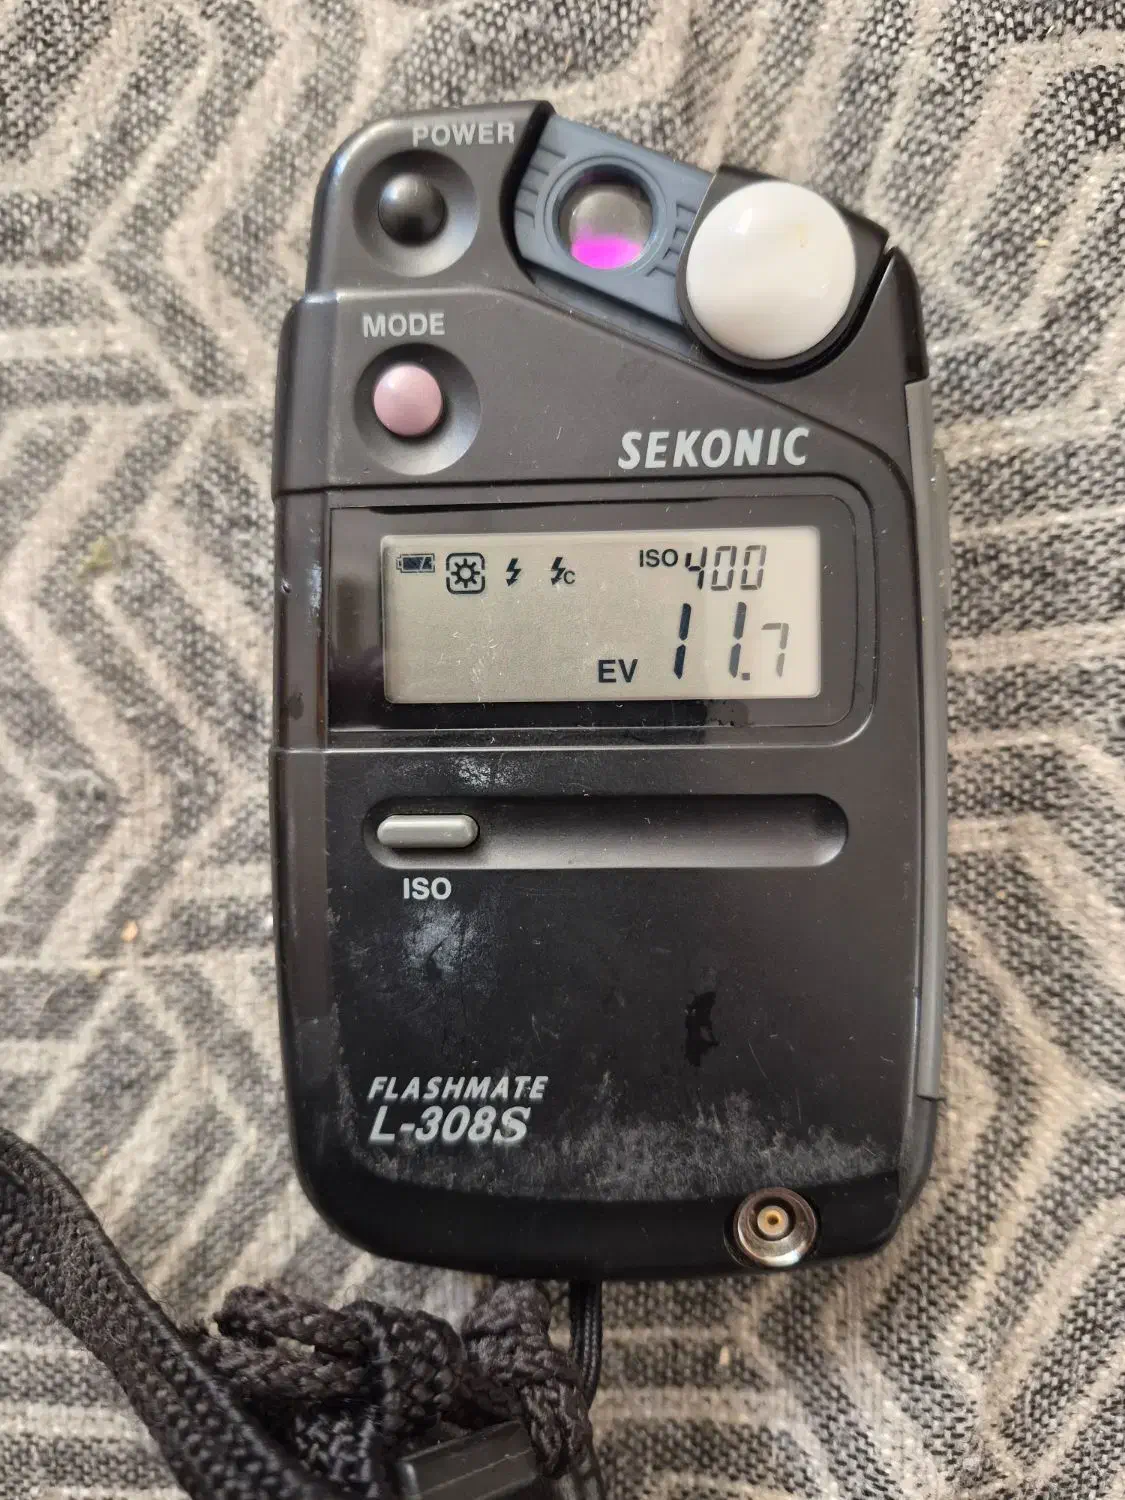 POWER
MODE
SEKONIC
C
ISO 400
EV 11.7
ISO
FLASHMATE
L-308S